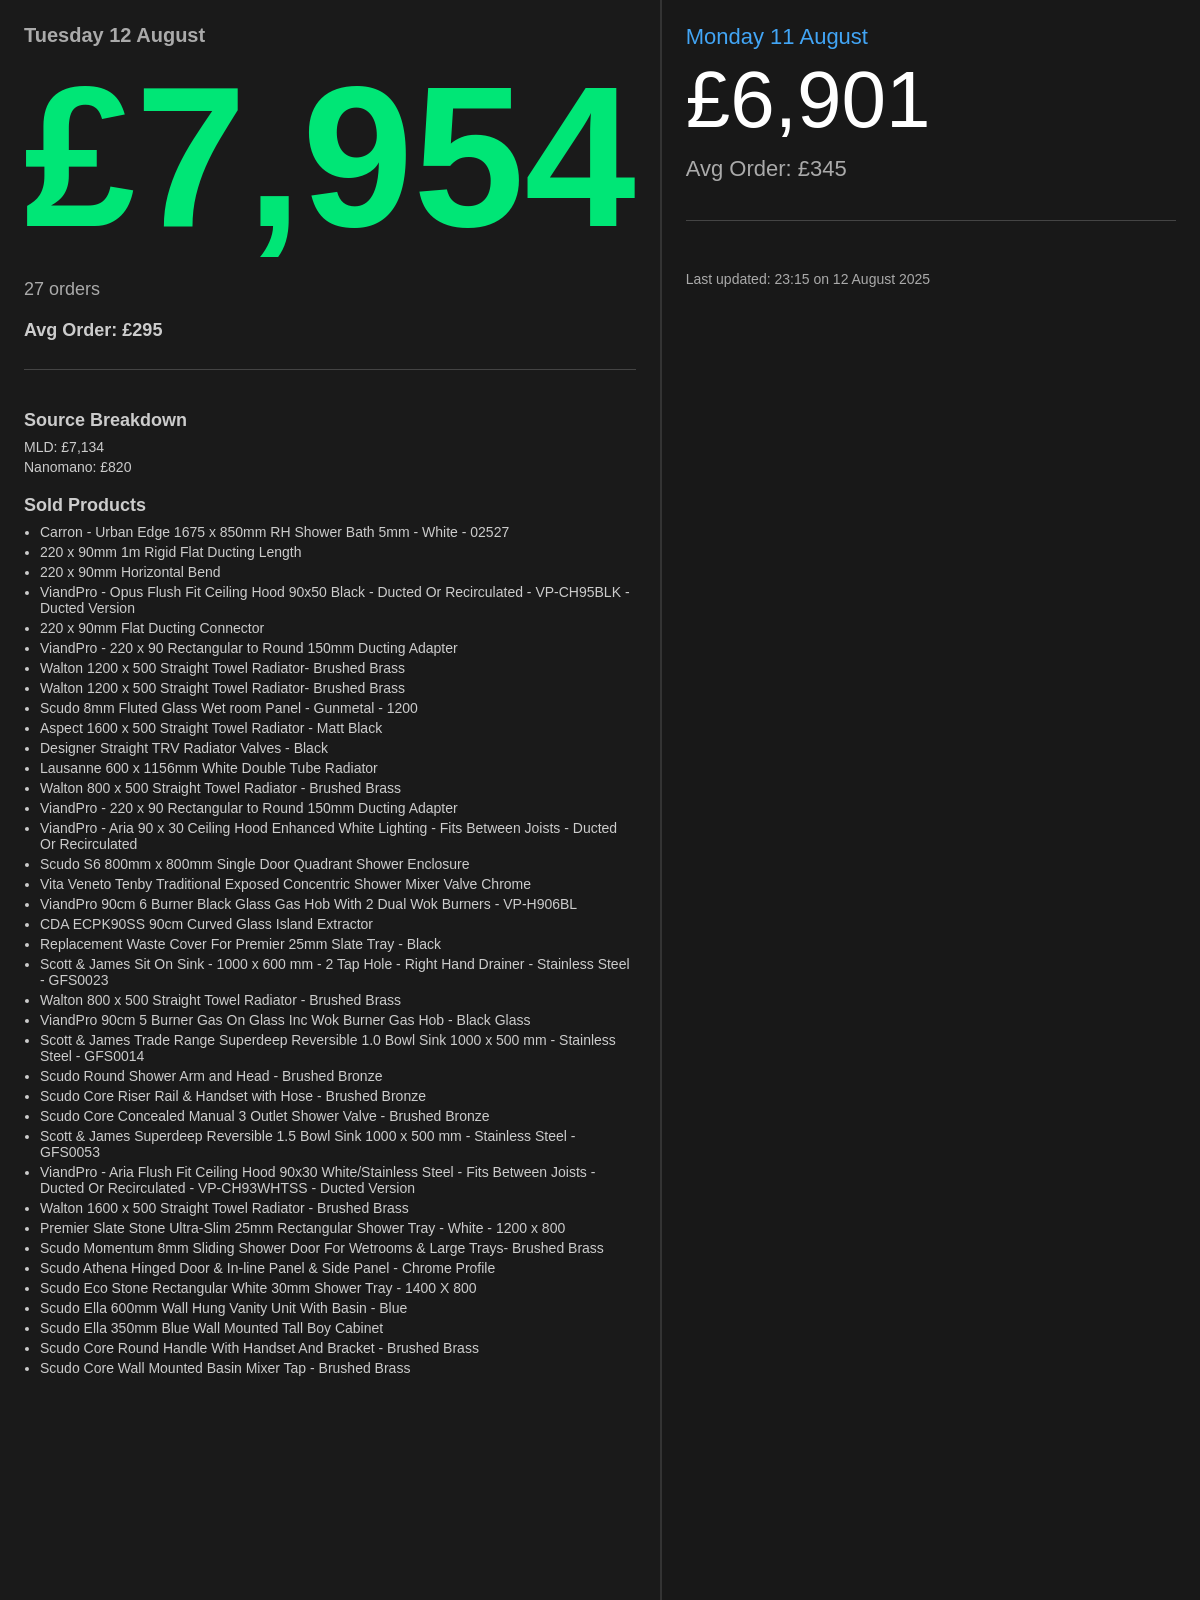 Tuesday 12 August
£7,954
27 orders
Avg Order: £295
Source Breakdown
MLD: £7,134
Nanomano: £820
Sold Products
• Carron - Urban Edge 1675 x 850mm RH Shower Bath 5mm - White - 02527
• 220 x 90mm 1m Rigid Flat Ducting Length
• 220 x 90mm Horizontal Bend
• ViandPro - Opus Flush Fit Ceiling Hood 90x50 Black - Ducted Or Recirculated - VP-CH95BLK -
Ducted Version
• 220 x 90mm Flat Ducting Connector
• ViandPro - 220 x 90 Rectangular to Round 150mm Ducting Adapter
• Walton 1200 x 500 Straight Towel Radiator- Brushed Brass
• Walton 1200 x 500 Straight Towel Radiator- Brushed Brass
• Scudo 8mm Fluted Glass Wet room Panel - Gunmetal - 1200
• Aspect 1600 x 500 Straight Towel Radiator - Matt Black
• Designer Straight TRV Radiator Valves - Black
• Lausanne 600 x 1156mm White Double Tube Radiator
• Walton 800 x 500 Straight Towel Radiator - Brushed Brass
• ViandPro - 220 x 90 Rectangular to Round 150mm Ducting Adapter
• ViandPro - Aria 90 x 30 Ceiling Hood Enhanced White Lighting - Fits Between Joists - Ducted
Or Recirculated
• Scudo S6 800mm x 800mm Single Door Quadrant Shower Enclosure
• Vita Veneto Tenby Traditional Exposed Concentric Shower Mixer Valve Chrome
• ViandPro 90cm 6 Burner Black Glass Gas Hob With 2 Dual Wok Burners - VP-H906BL
• CDA ECPK90SS 90cm Curved Glass Island Extractor
• Replacement Waste Cover For Premier 25mm Slate Tray - Black
• Scott & James Sit On Sink - 1000 x 600 mm - 2 Tap Hole - Right Hand Drainer - Stainless Steel
- GFS0023
• Walton 800 x 500 Straight Towel Radiator - Brushed Brass
• ViandPro 90cm 5 Burner Gas On Glass Inc Wok Burner Gas Hob - Black Glass
• Scott & James Trade Range Superdeep Reversible 1.0 Bowl Sink 1000 x 500 mm - Stainless
Steel - GFS0014
• Scudo Round Shower Arm and Head - Brushed Bronze
• Scudo Core Riser Rail & Handset with Hose - Brushed Bronze
• Scudo Core Concealed Manual 3 Outlet Shower Valve - Brushed Bronze
• Scott & James Superdeep Reversible 1.5 Bowl Sink 1000 x 500 mm - Stainless Steel -
GFS0053
• ViandPro - Aria Flush Fit Ceiling Hood 90x30 White/Stainless Steel - Fits Between Joists -
Ducted Or Recirculated - VP-CH93WHTSS - Ducted Version
• Walton 1600 x 500 Straight Towel Radiator - Brushed Brass
• Premier Slate Stone Ultra-Slim 25mm Rectangular Shower Tray - White - 1200 x 800
• Scudo Momentum 8mm Sliding Shower Door For Wetrooms & Large Trays- Brushed Brass
• Scudo Athena Hinged Door & In-line Panel & Side Panel - Chrome Profile
• Scudo Eco Stone Rectangular White 30mm Shower Tray - 1400 X 800
• Scudo Ella 600mm Wall Hung Vanity Unit With Basin - Blue
• Scudo Ella 350mm Blue Wall Mounted Tall Boy Cabinet
• Scudo Core Round Handle With Handset And Bracket - Brushed Brass
• Scudo Core Wall Mounted Basin Mixer Tap - Brushed Brass
Monday 11 August
£6,901
Avg Order: £345
Last updated: 23:15 on 12 August 2025